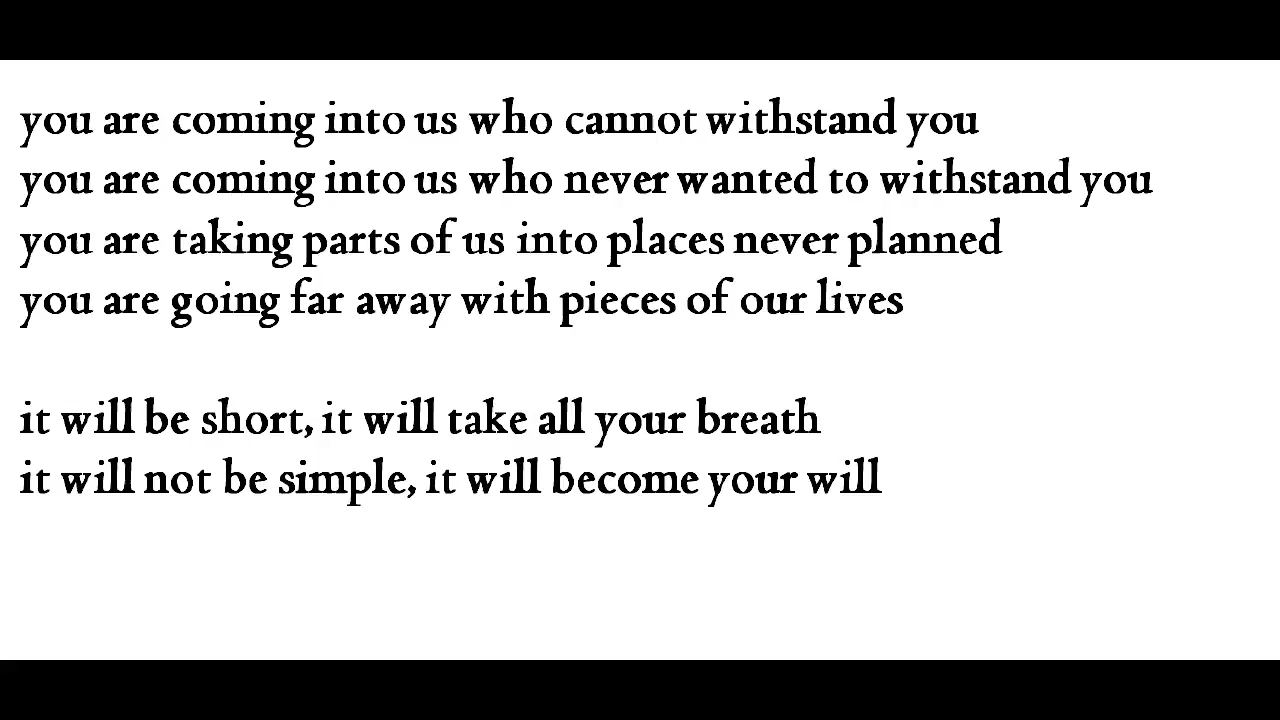 you are coming into us who cannot withstand you
you are coming into us who never wanted to withstand you
you are taking parts of us into places never planned
you are going far away with pieces of our lives
it will be short, it will take all your breath
it will not be simple, it will become your will